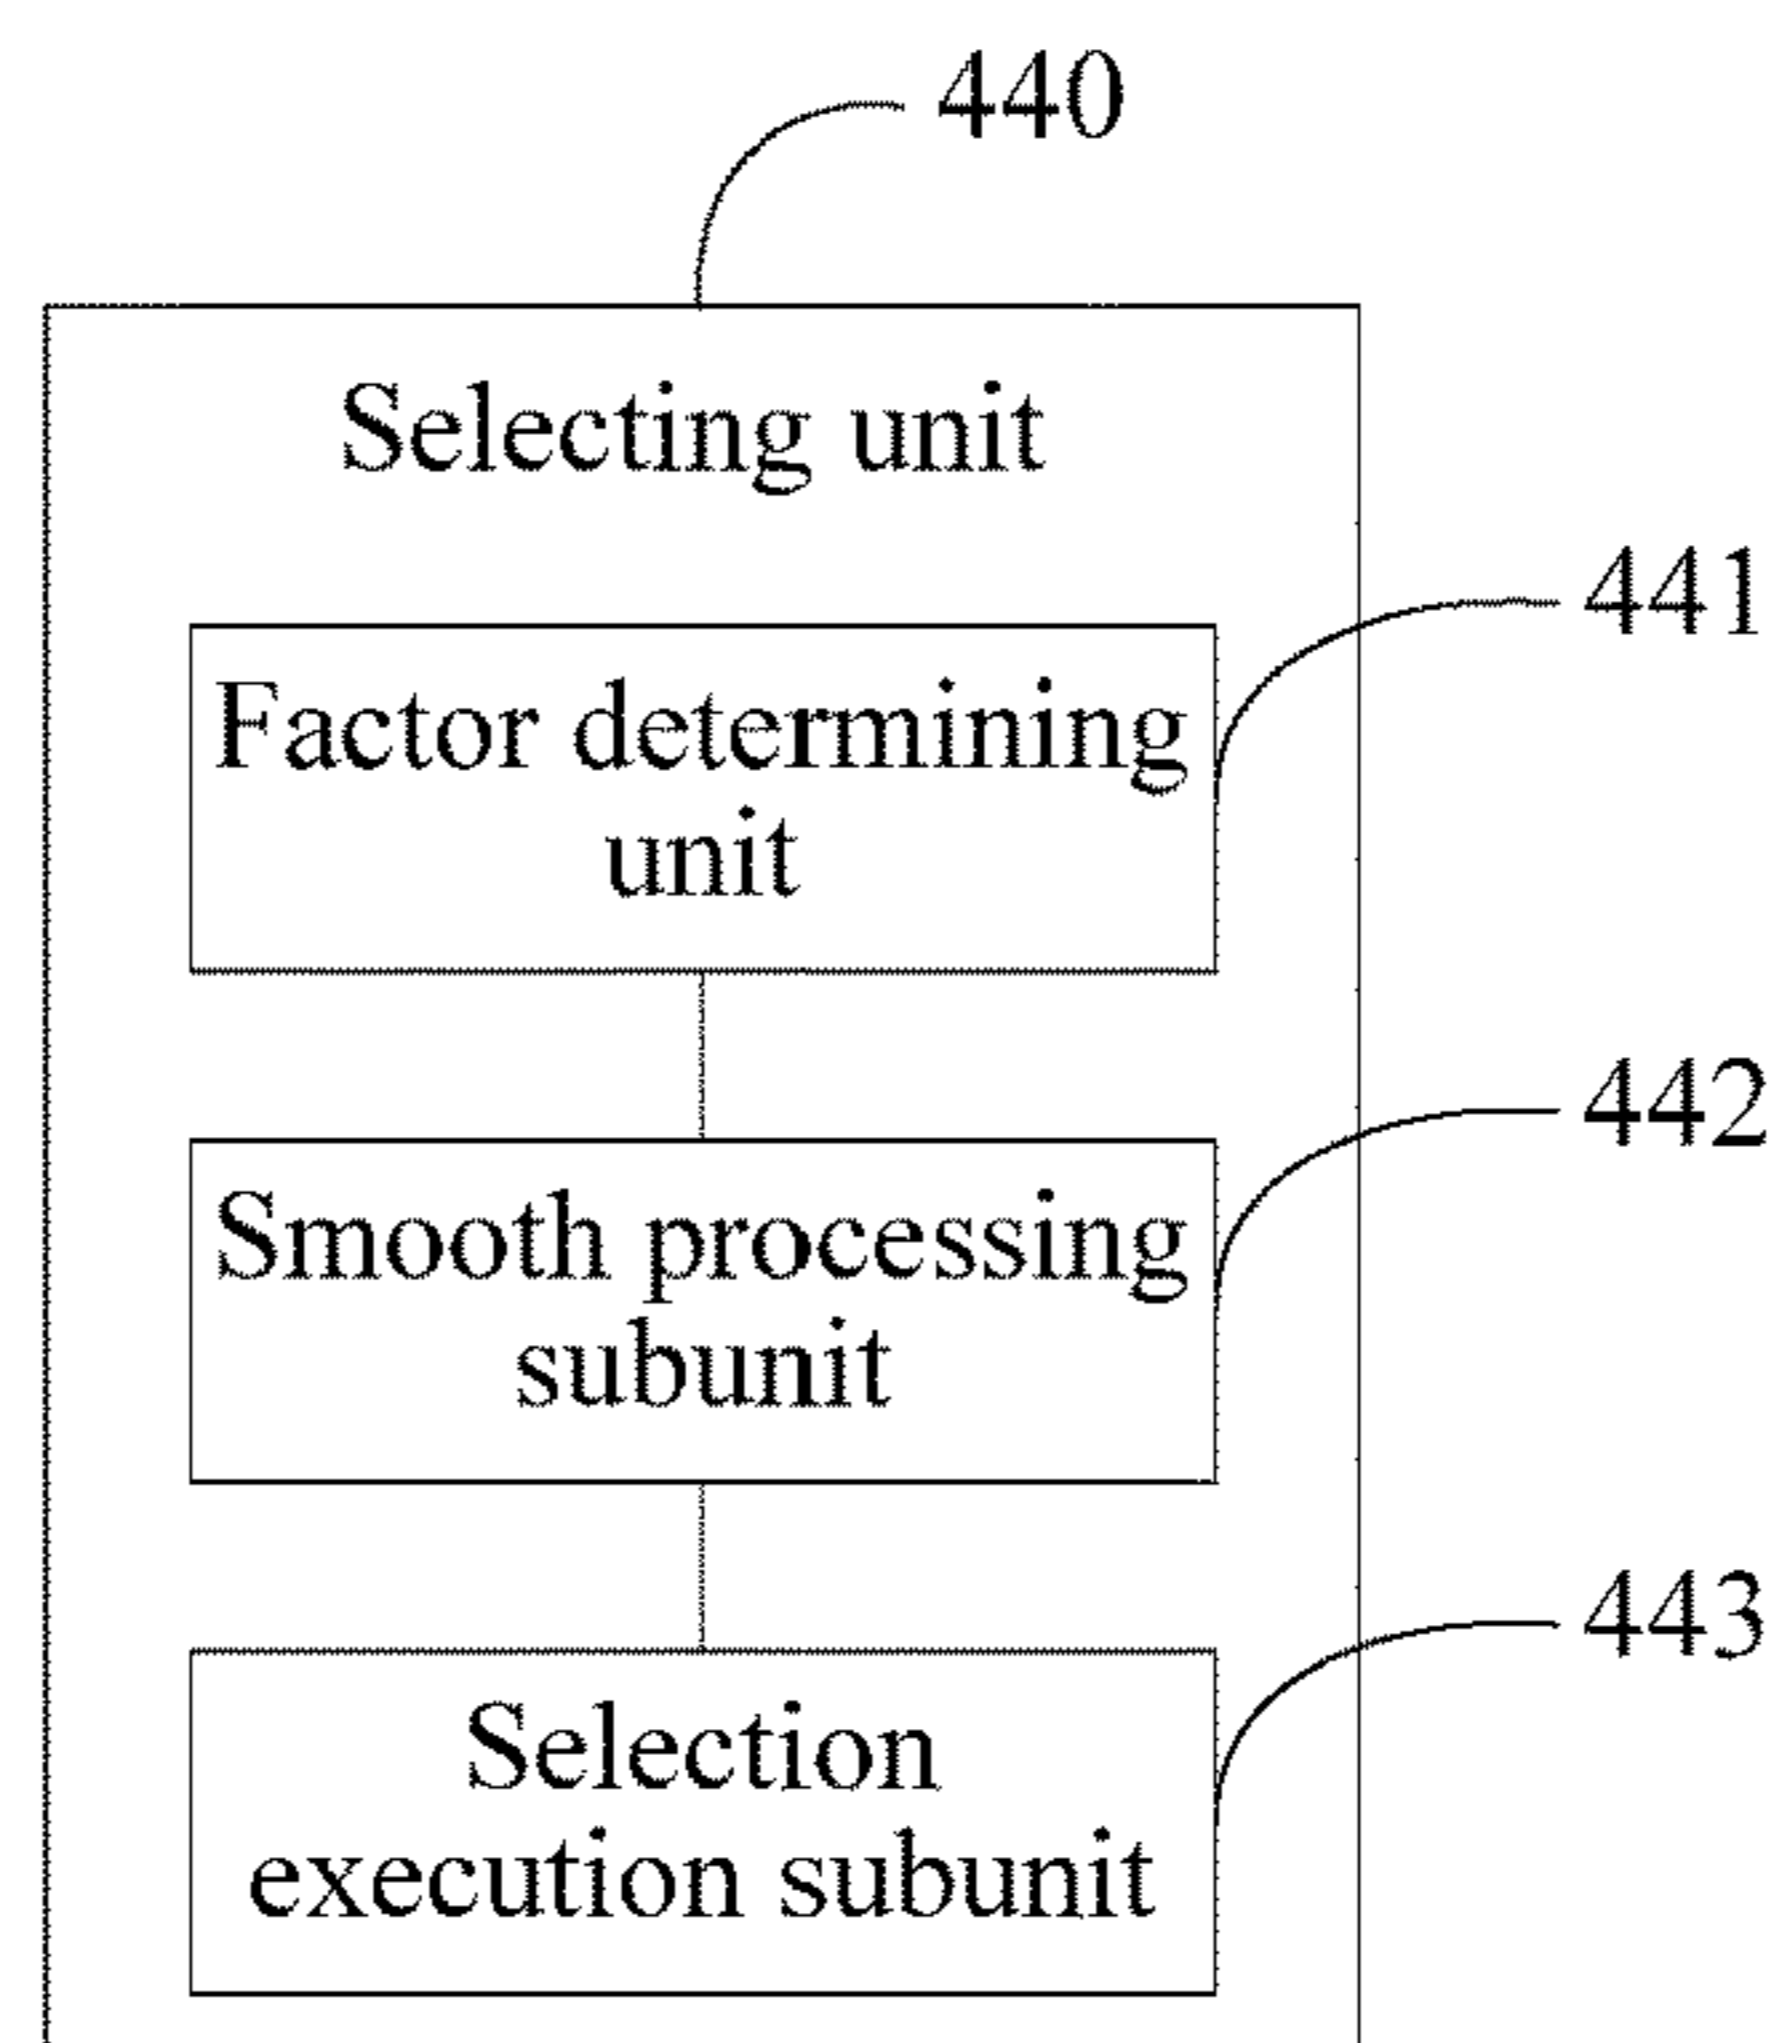 440
Selecting unit
441
Factor determining
unit
442
Smooth processing
subunit
443
Selection
execution subunit